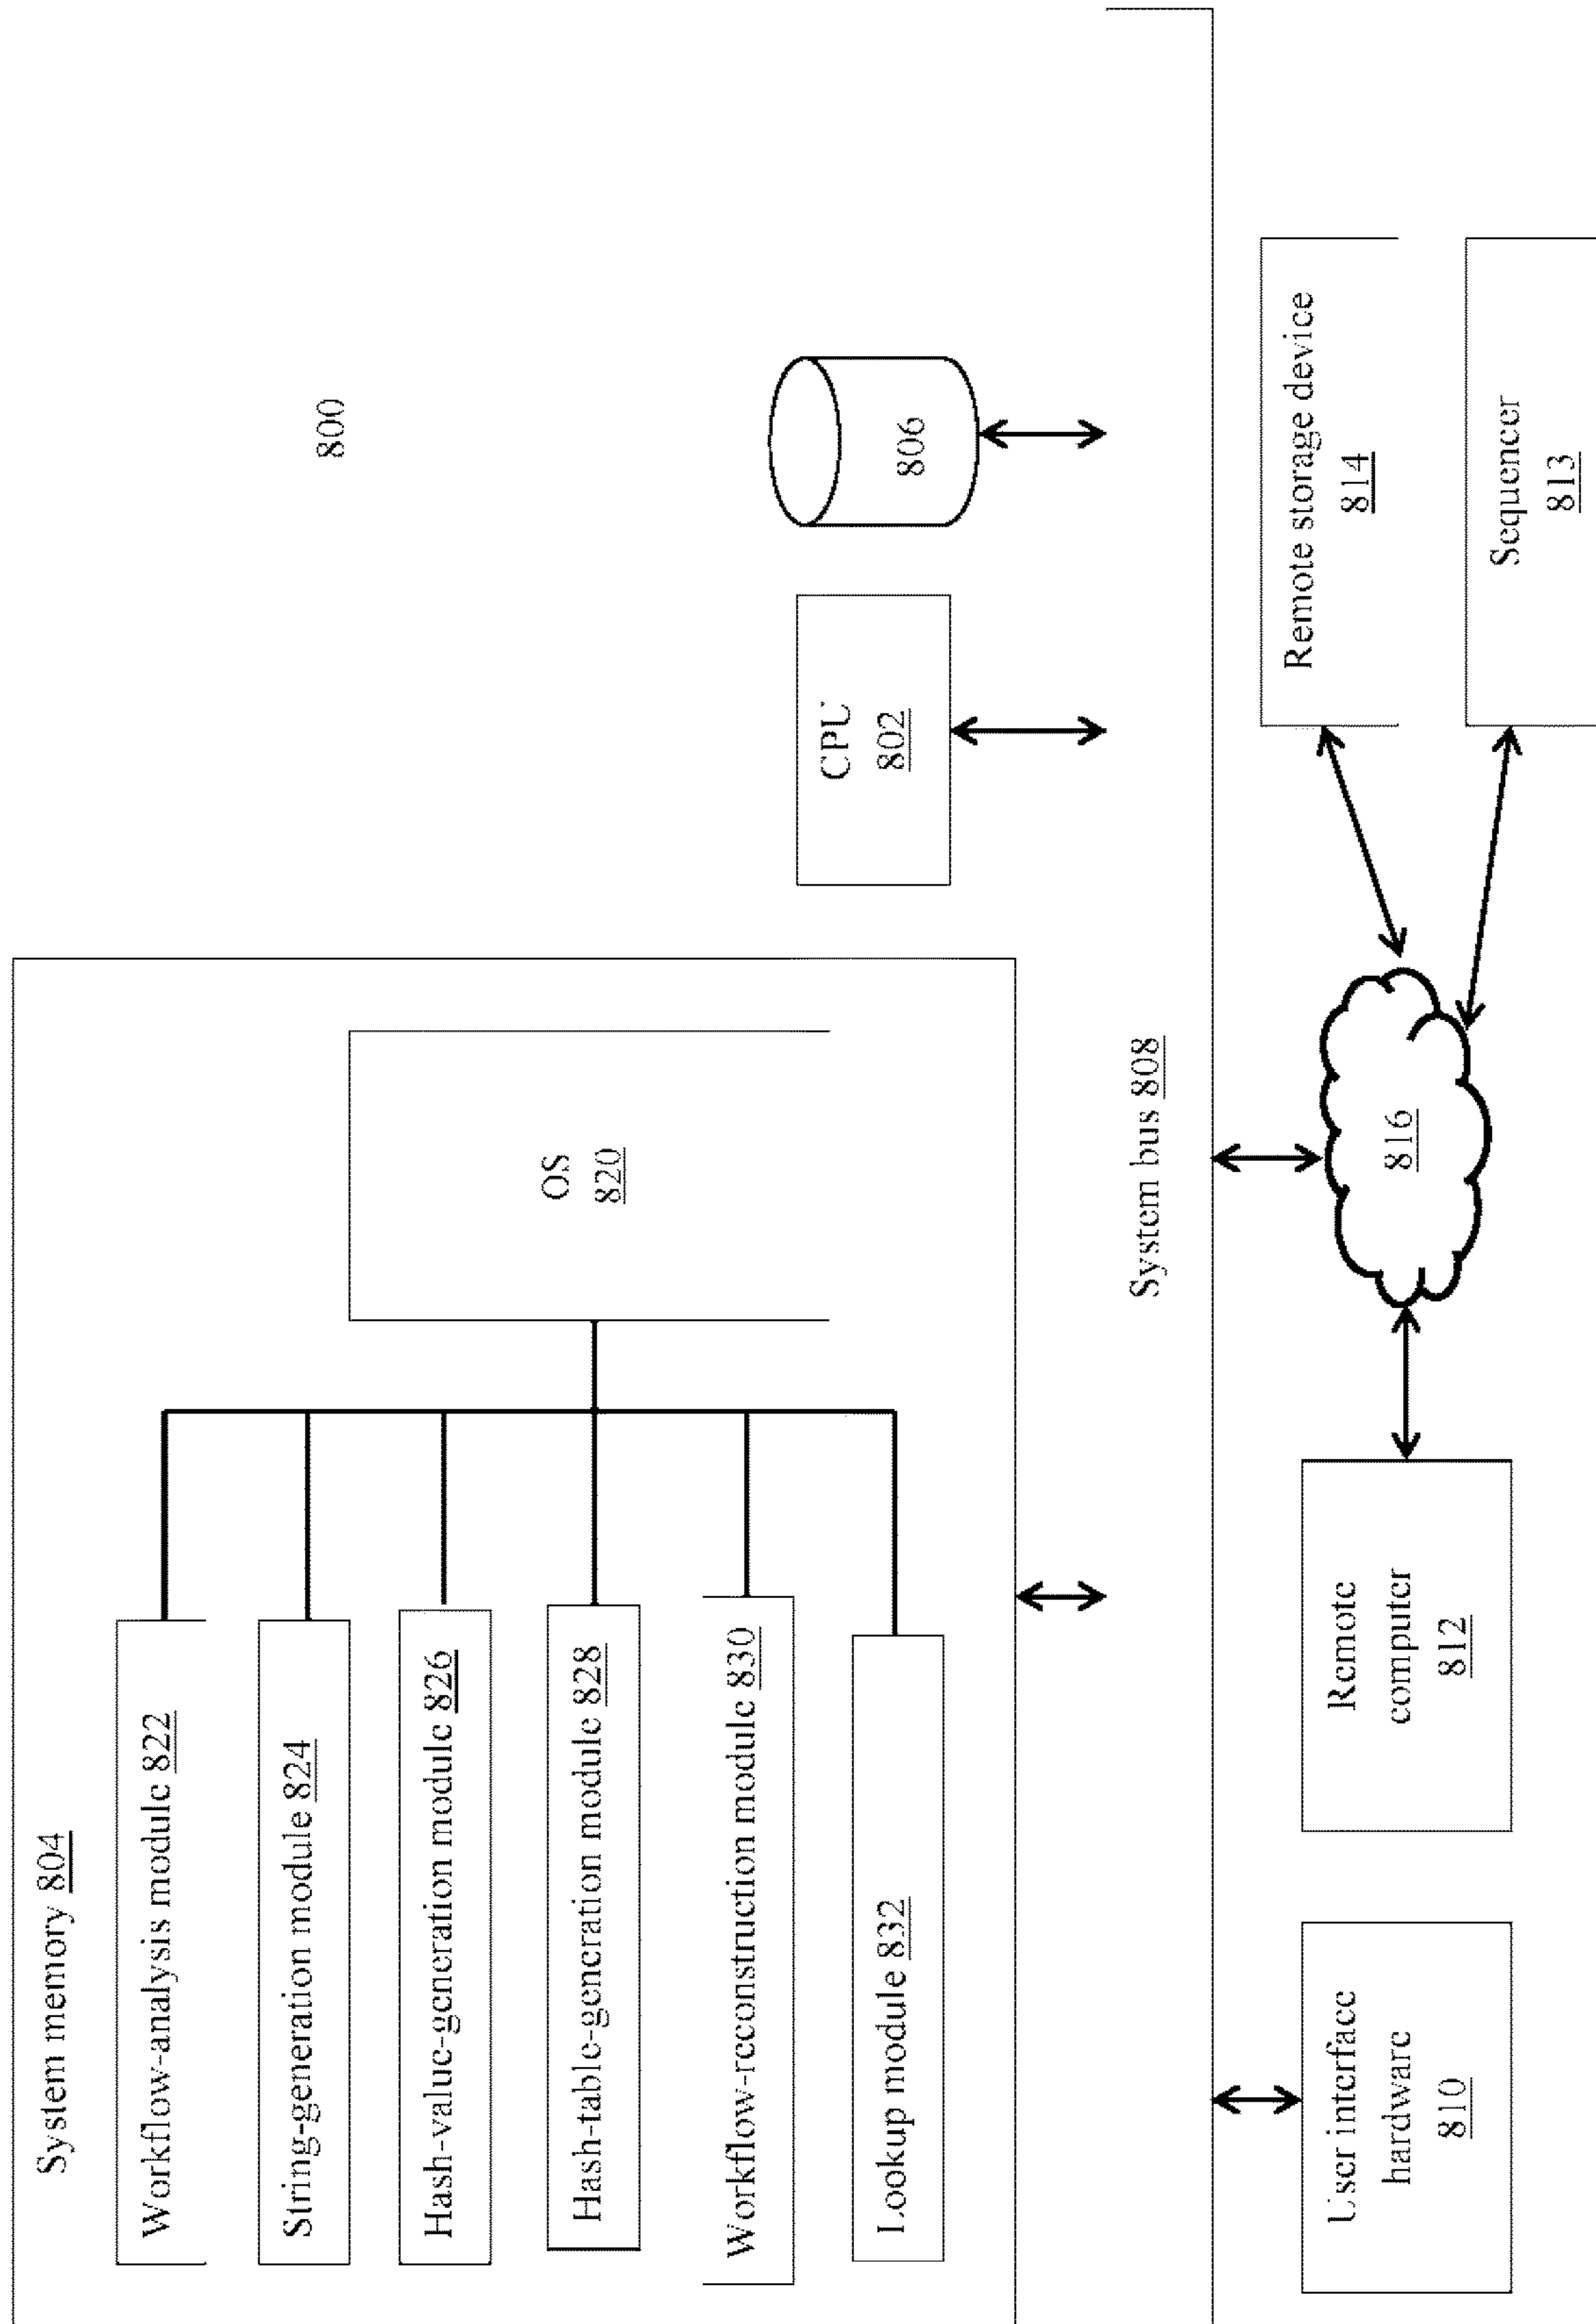 800
System memory 804
Workflow-analysis module 822
String-generation module 824
Hash-value-generation module 826
Hash-table-generation module 828
Workflow-reconstruction module 830
Lookup module 832
OS
820
CPU
802
806
System bus 808
User interface
hardware
810
Remote
computer
812
816
Remote storage device
814
Sequencer
813